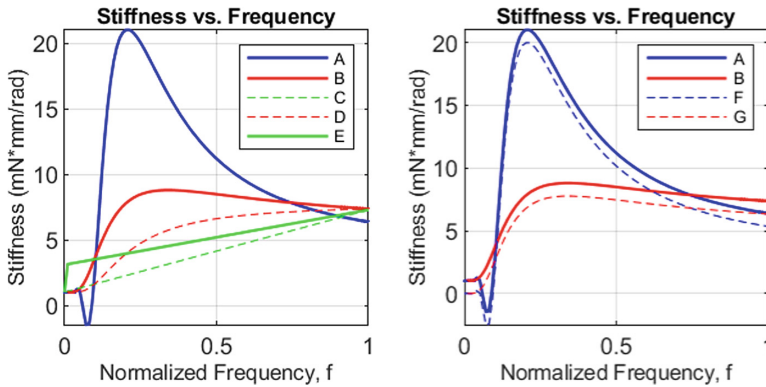 Stiffness vs. Frequency
Stiffness (mN*mm/rad)
20
15
10
5
0
A
B
C
D
E
0
0.5
1
Normalized Frequency, f
Stiffness vs. Frequency
Stiffness (mN*mm/rad)
20
15
10
5
0
A
B
F
G
0
0.5
1
Normalized Frequency, f